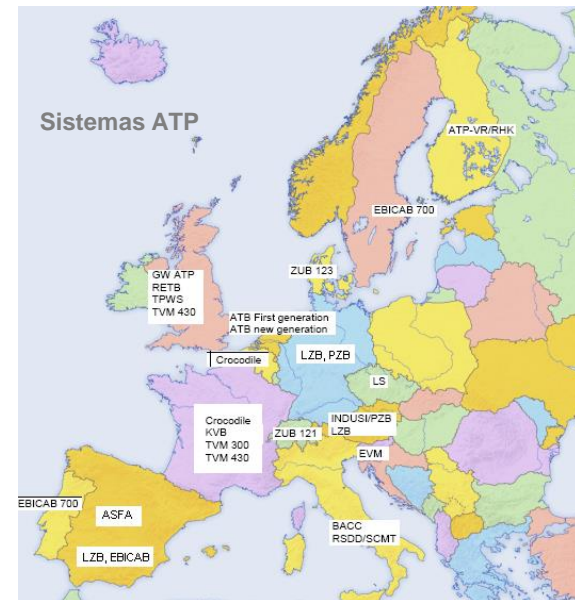 Sistemas ATP
ATP-VR/RHK
EBICAB 700
ZUB 123
GW ATP
RETB
TPWS
TVM 430
ATB First generation
ATB new generation
Crocodile
LZB, PZB
LS
Crocodile
KVB
TVM 300
TVM 430
ZUB 121
INDUSI/PZB
LZB
EVM
EBICAB 700
ASFA
LZB, EBICAB
BACC
RSDD/SCMT